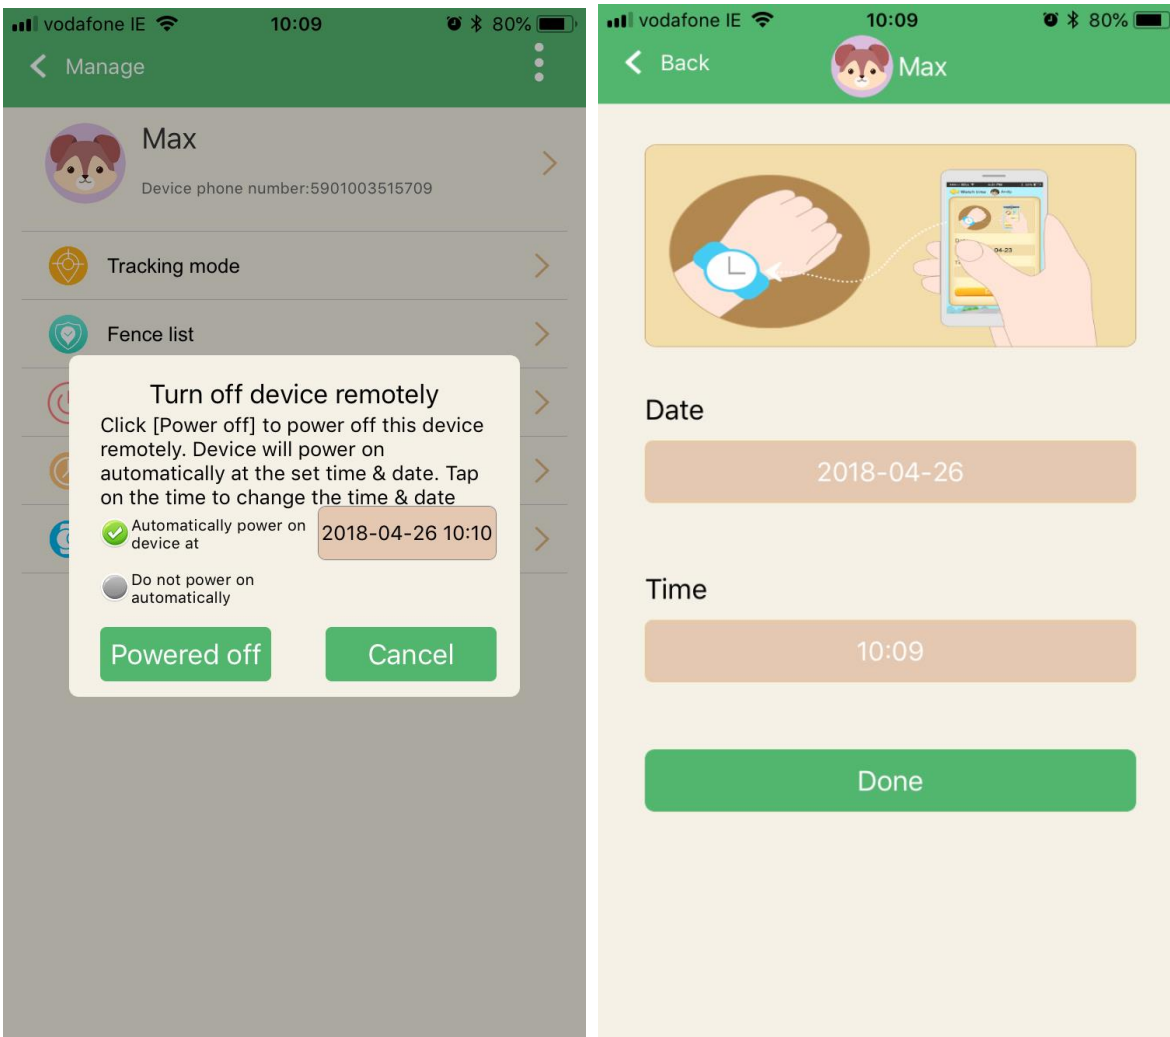 vodafone IE 10:09 80%
Manage
Max
Device phone number:5901003515709
Tracking mode
Fence list
Turn off device remotely
Click [Power off] to power off this device
remotely. Device will power on
automatically at the set time & date. Tap
on the time to change the time & date
Automatically power on
device at
2018-04-26 10:10
Do not power on
automatically
Powered off
Cancel
vodafone IE 10:09 80%
Back
Max
04-23
Date
2018-04-26
Time
10:09
Done